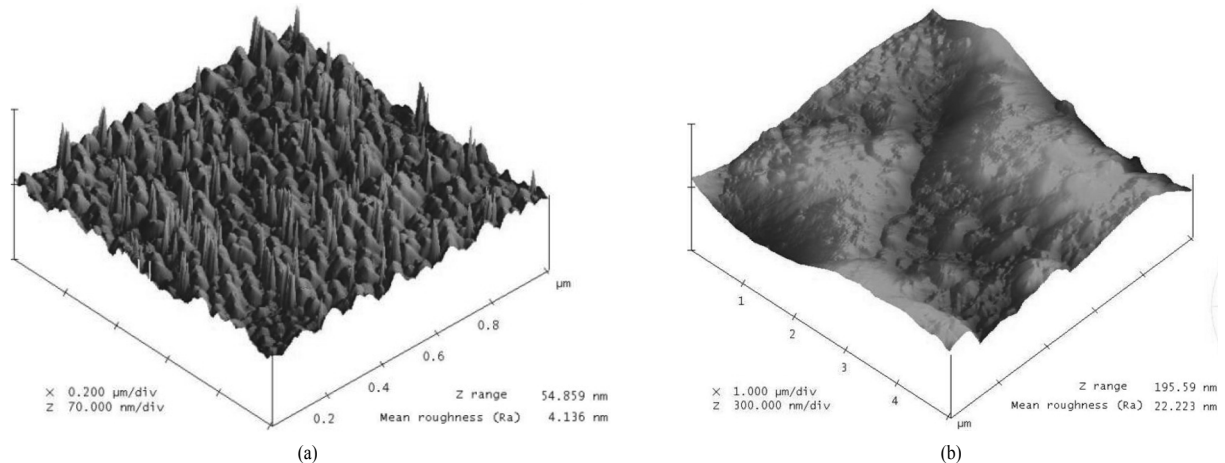 µm
0.8
0.6
0.4
0.2
X 0.200 µm/div
Z 70.000 nm/div
Z range 54.859 nm
Mean roughness (Ra) 4.136 nm
(a)
1
2
3
4
µm
X 1.000 µm/div
Z 300.000 nm/div
Z range 195.59 nm
Mean roughness (Ra) 22.223 nm
(b)